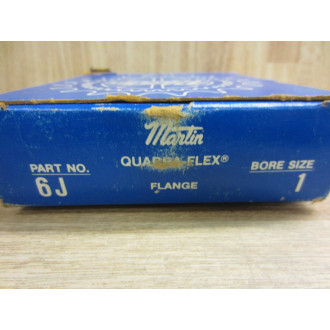 Martin
QUADRA-FLEX®
PART NO. BORE SIZE
6J FLANGE 1